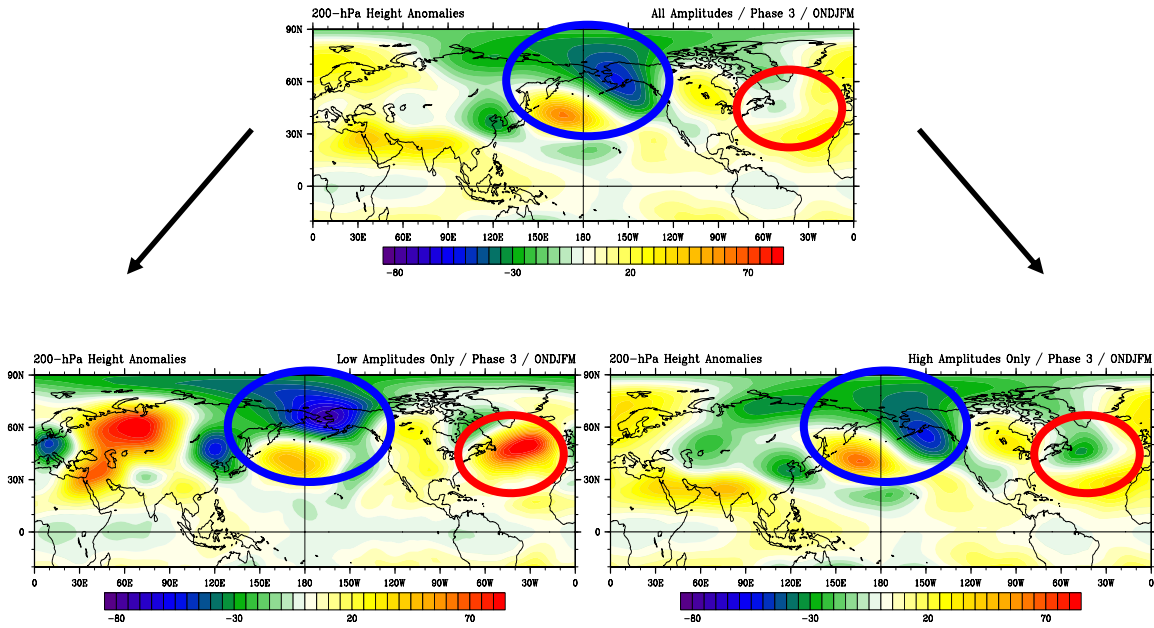 200-hPa Height Anomalies All Amplitudes / Phase 3 / ONDJFM
90N
60N
30N
0
0 30E 60E 90E 120E 150E 180 150W 120W 90W 60W 30W 0
-80 -30 20 70
200-hPa Height Anomalies Low Amplitudes Only / Phase 3 / ONDJFM
90N
60N
30N
0
0 30E 60E 90E 120E 150E 180 150W 120W 90W 60W 30W 0
-80 -30 20 70
200-hPa Height Anomalies High Amplitudes Only / Phase 3 / ONDJFM
90N
60N
30N
0
0 30E 60E 90E 120E 150E 180 150W 120W 90W 60W 30W 0
-80 -30 20 70